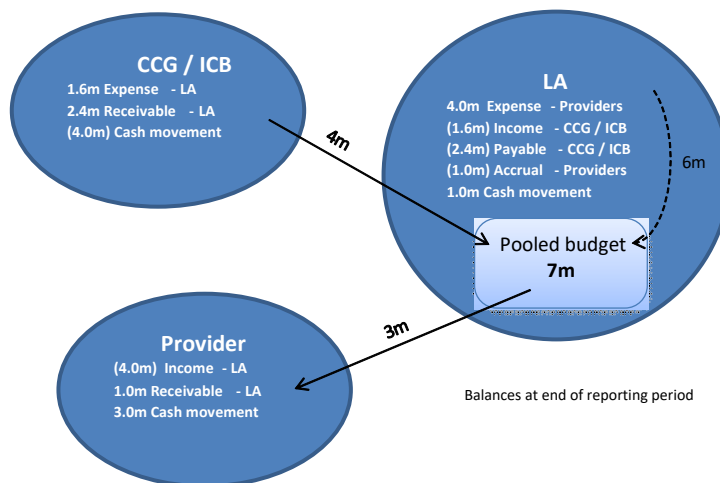 CCG / ICB
1.6m Expense - LA
2.4m Receivable - LA
(4.0m) Cash movement
4m
LA
4.0m Expense - Providers
(1.6m) Income - CCG / ICB
(2.4m) Payable - CCG / ICB
(1.0m) Accrual - Providers
1.0m Cash movement
6m
Pooled budget
7m
3m
Provider
(4.0m) Income - LA
1.0m Receivable - LA
3.0m Cash movement
Balances at end of reporting period